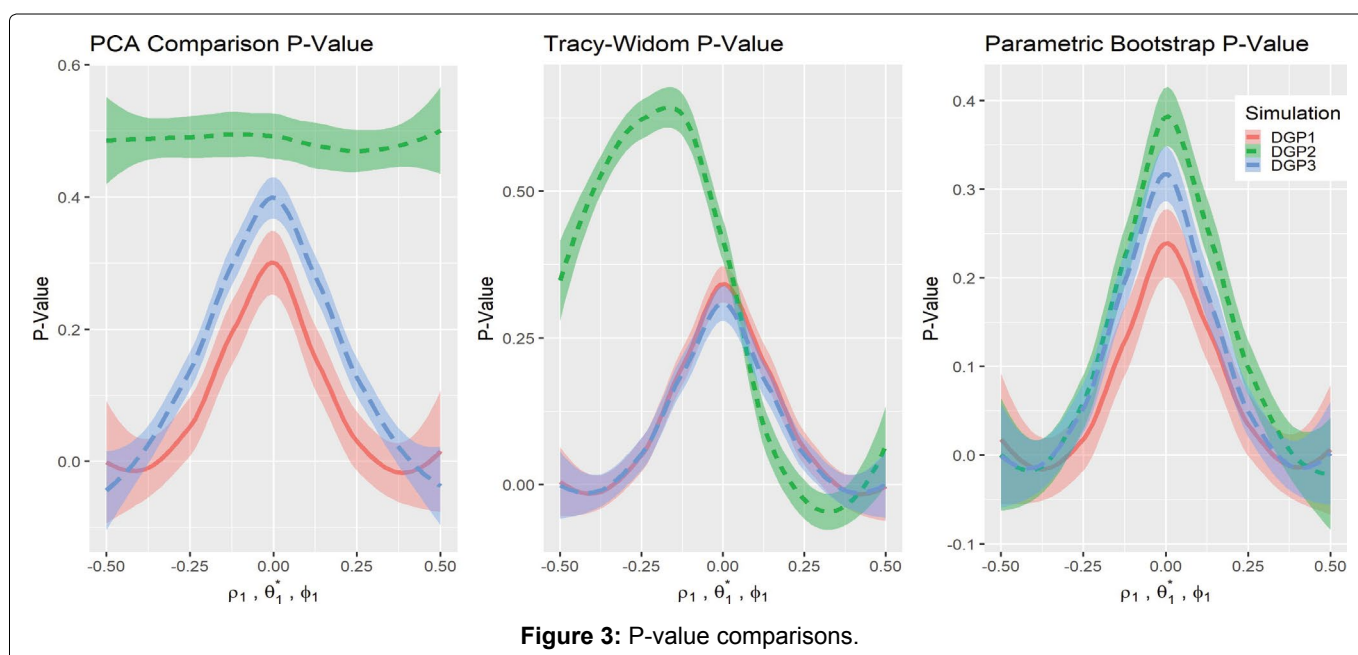 PCA Comparison P-Value
0.6
0.4
0.2
0.0
P-Value
-0.50
-0.25
0.00
0.25
0.50
ρ1 , θ1* , ϕ1
Tracy-Widom P-Value
0.50
0.25
0.00
P-Value
-0.50
-0.25
0.00
0.25
0.50
ρ1 , θ1* , ϕ1
Parametric Bootstrap P-Value
0.4
0.3
0.2
0.1
0.0
-0.1
P-Value
-0.50
-0.25
0.00
0.25
0.50
ρ1 , θ1* , ϕ1
Simulation
DGP1
DGP2
DGP3
Figure 3: P-value comparisons.